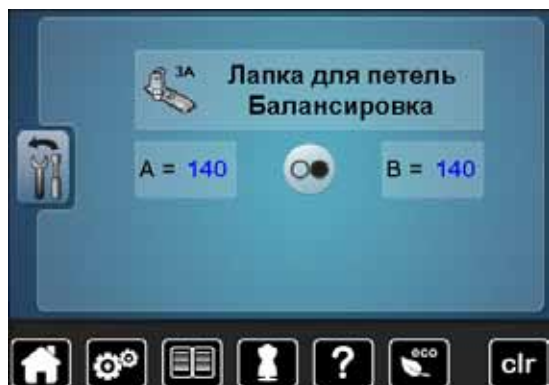 3A
Лапка для петель
Балансировка
A = 140
B = 140
?
eco
clr